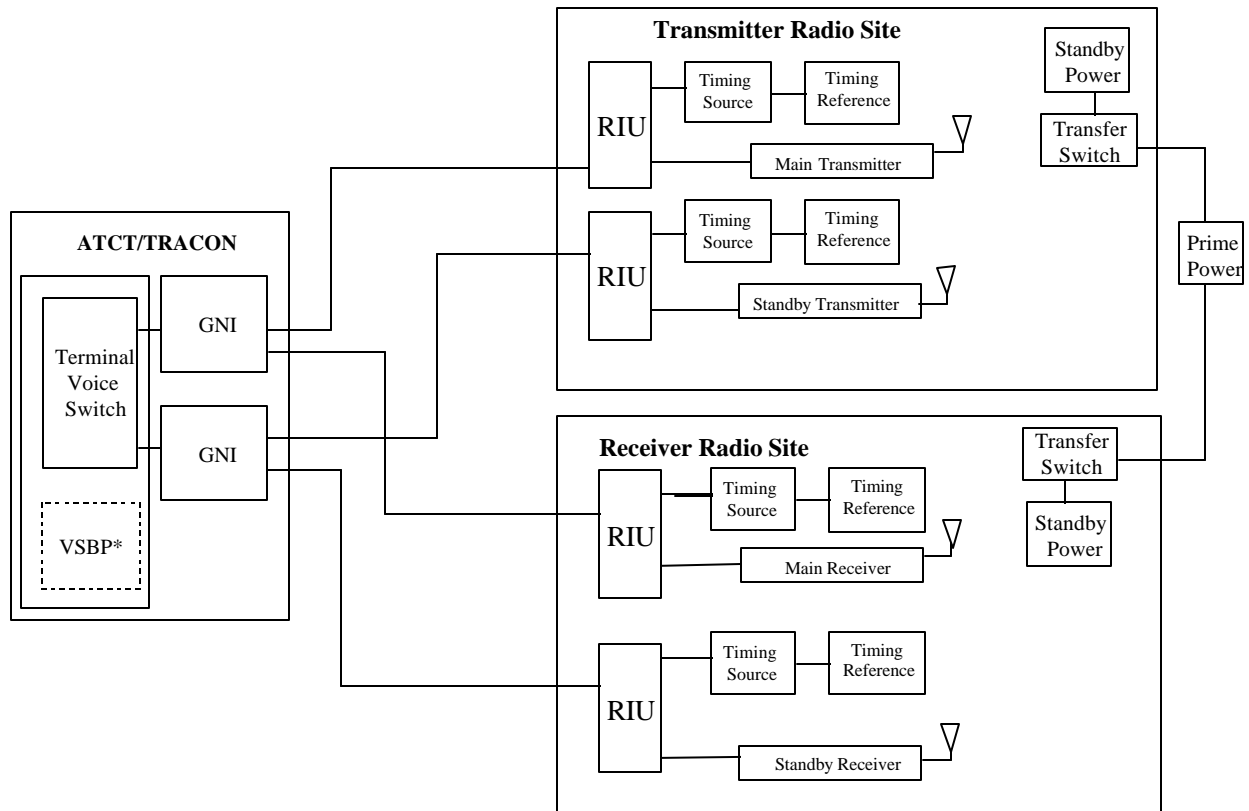 Transmitter Radio Site
Standby
Power
Transfer
Switch
RIU
Timing
Source
Timing
Reference
Main Transmitter
RIU
Timing
Source
Timing
Reference
Standby Transmitter
Prime
Power
ATCT/TRACON
Terminal
Voice
Switch
GNI
GNI
VSBP*
Receiver Radio Site
Transfer
Switch
Standby
Power
RIU
Timing
Source
Timing
Reference
Main Receiver
RIU
Timing
Source
Timing
Reference
Standby Receiver